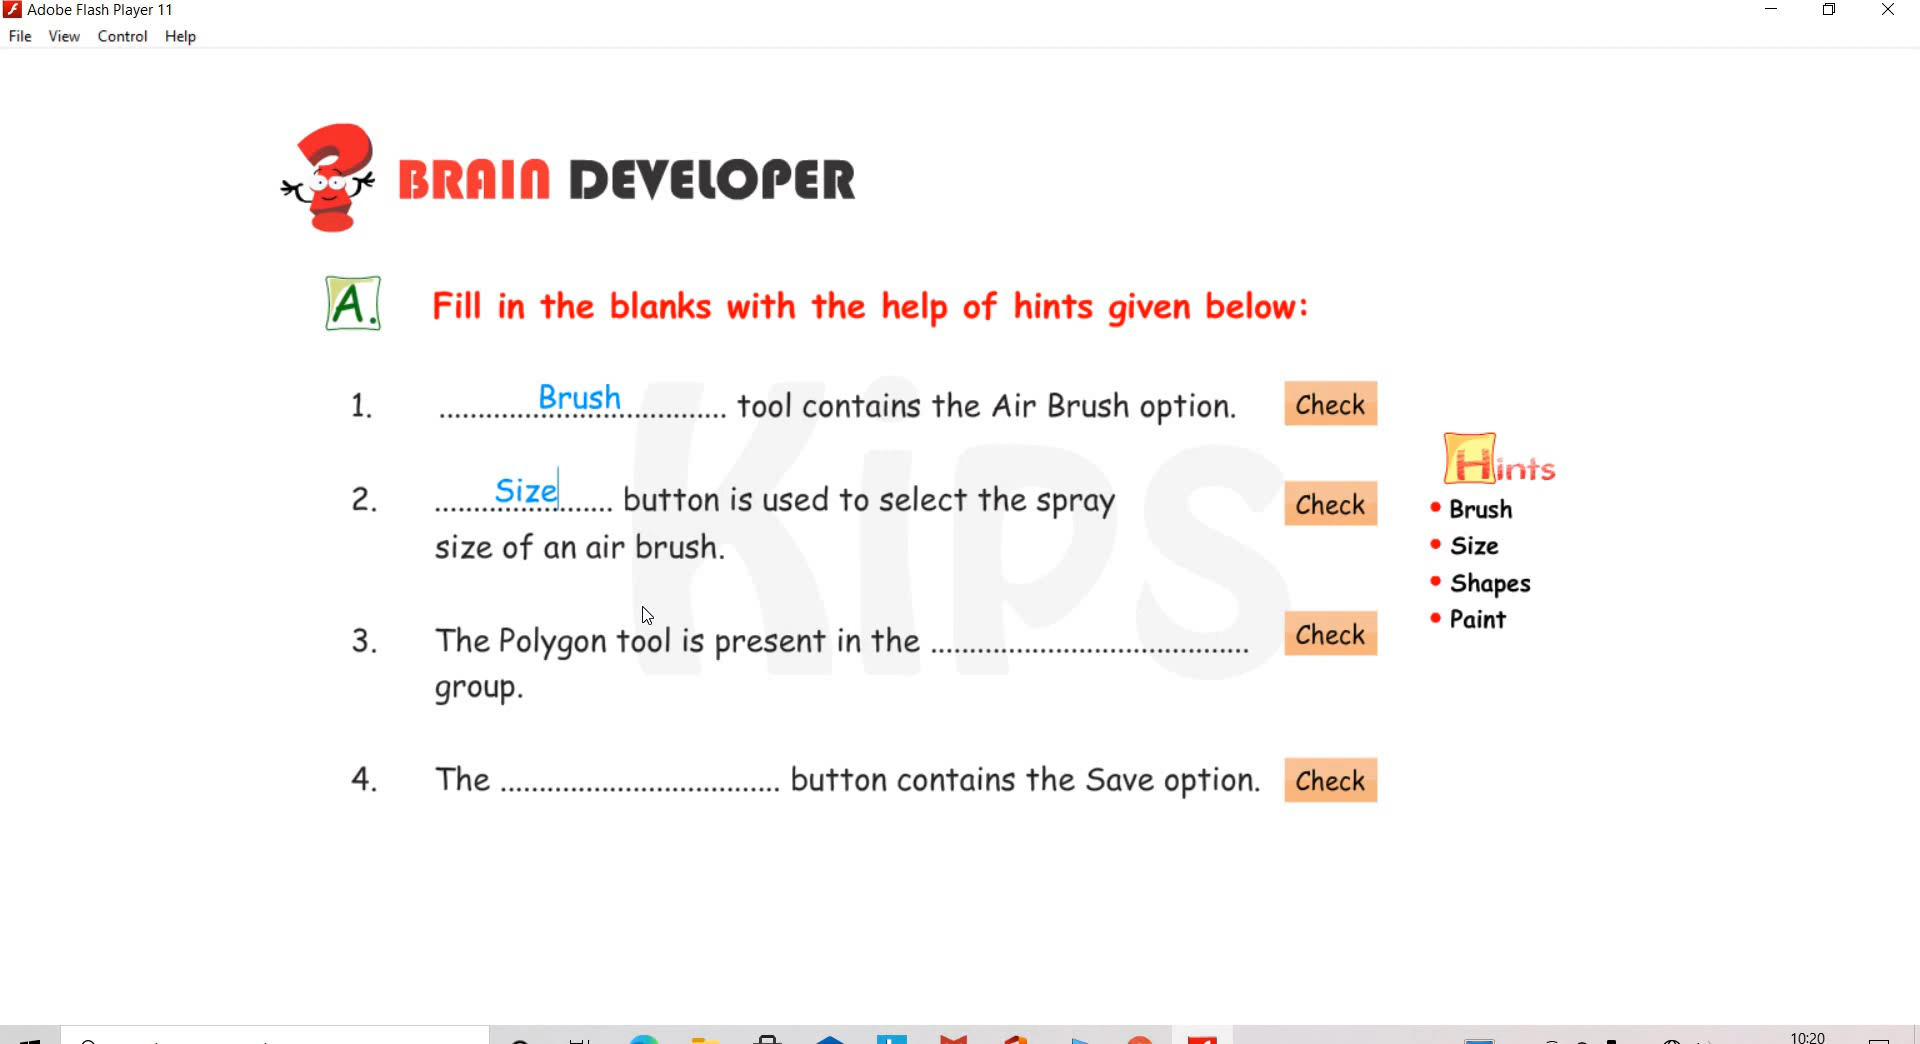 Adobe Flash Player 11
File View Control Help
BRAIN DEVELOPER
A. Fill in the blanks with the help of hints given below:
1. ..............Brush.............. tool contains the Air Brush option. Check
Hints
2. ........Size........ button is used to select the spray Check
• Brush
size of an air brush.
• Size
• Shapes
• Paint
3. The Polygon tool is present in the ................................. Check
group.
4. The ............................. button contains the Save option. Check
Kips
10:20